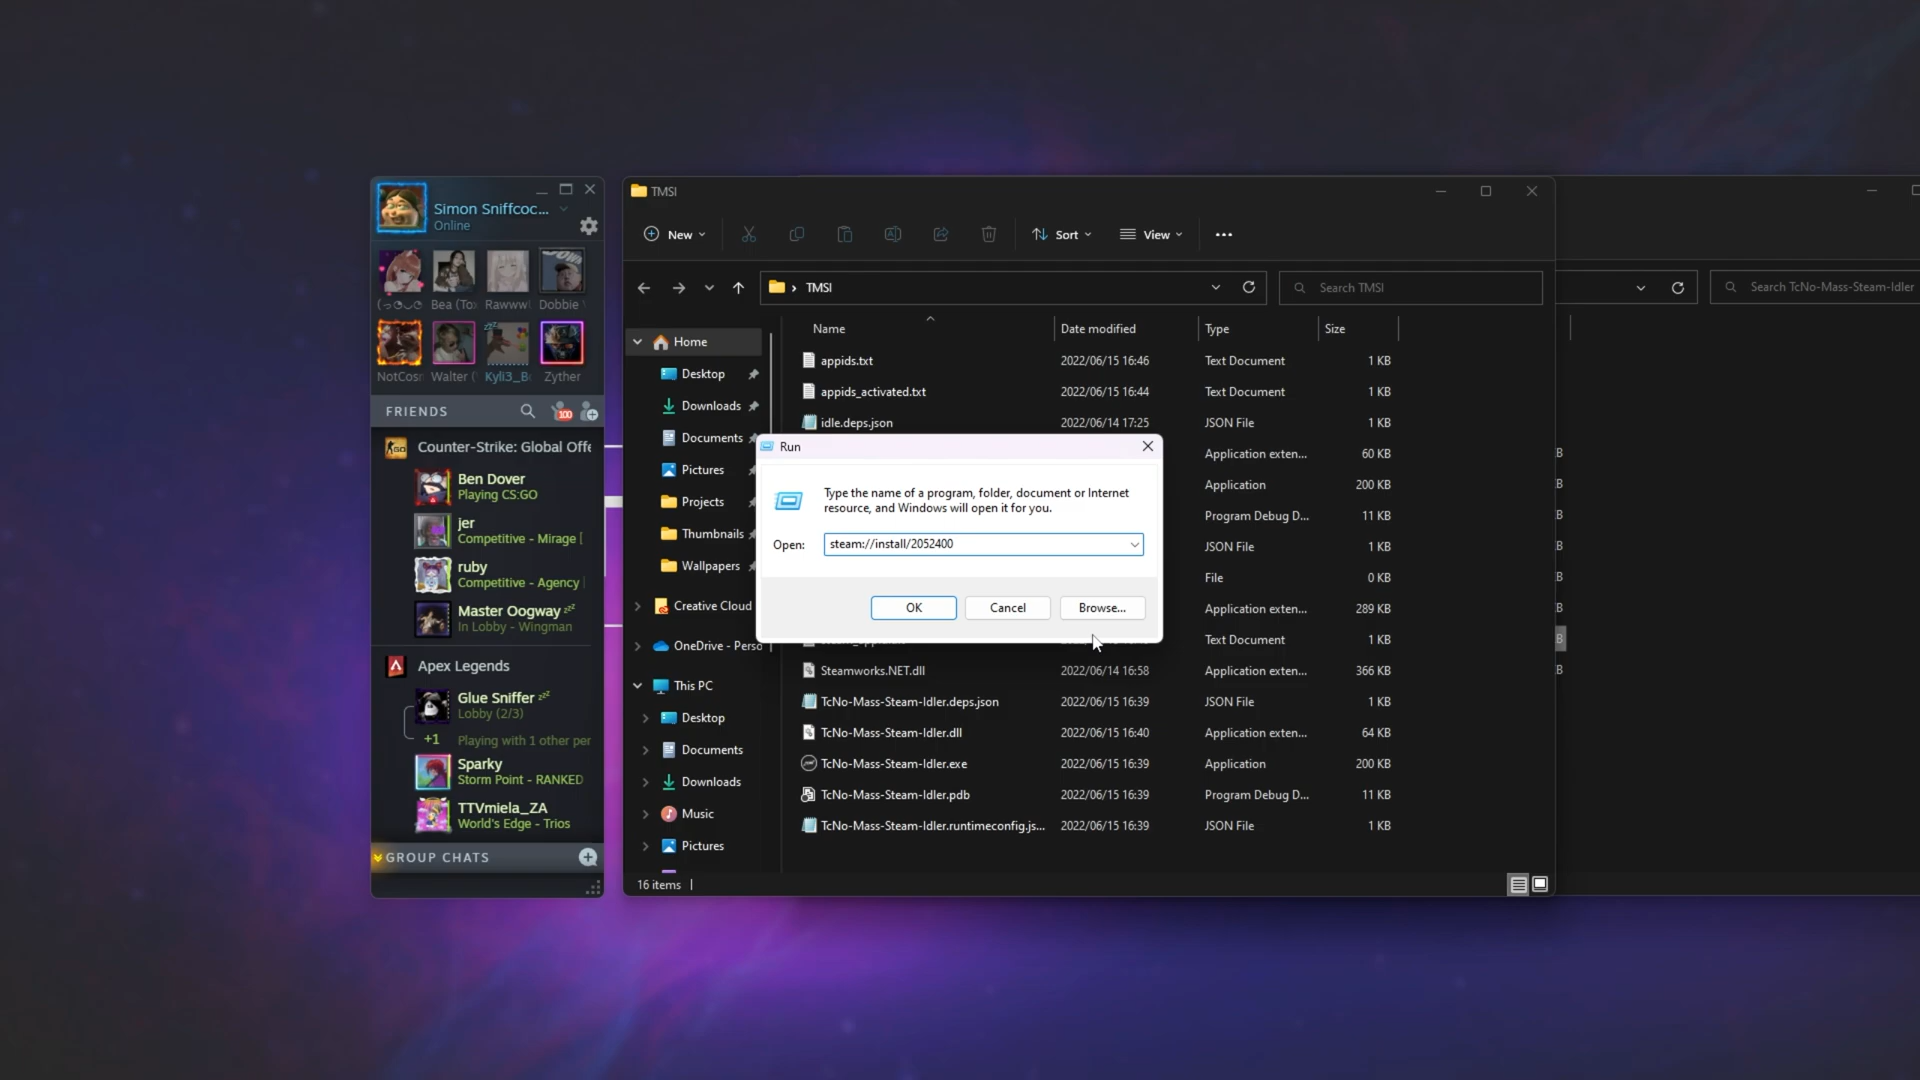 Simon Sniffcoc...
Online
Bea (To
Rawww
Dobbie
NotCos
Walter (
Kyli3_B
Zyther
FRIENDS
100
Counter-Strike: Global Offe
Ben Dover
Playing CS:GO
jer
Competitive - Mirage [
ruby
Competitive - Agency
Master Oogway zzz
In Lobby - Wingman
Apex Legends
Glue Sniffer zzz
Lobby (2/3)
+1
Playing with 1 other per
Sparky
Storm Point - RANKED
TTVmiela_ZA
World's Edge - Trios
GROUP CHATS
TMSI
New
Sort
View
TMSI
Search TMSI
Search TcNo-Mass-Steam-Idler
Home
Desktop
Downloads
Documents
Pictures
Projects
Thumbnails
Wallpapers
Creative Cloud
OneDrive - Perso
This PC
Desktop
Documents
Downloads
Music
Pictures
Name Date modified Type Size
appids.txt 2022/06/15 16:46 Text Document 1 KB
appids_activated.txt 2022/06/15 16:44 Text Document 1 KB
idle.deps.json 2022/06/14 17:25 JSON File 1 KB
Application exten... 60 KB
Application 200 KB
Program Debug D... 11 KB
JSON File 1 KB
File 0 KB
Application exten... 289 KB
Text Document 1 KB
Steamworks.NET.dll 2022/06/14 16:58 Application exten... 366 KB
TcNo-Mass-Steam-Idler.deps.json 2022/06/15 16:39 JSON File 1 KB
TcNo-Mass-Steam-Idler.dll 2022/06/15 16:40 Application exten... 64 KB
TcNo-Mass-Steam-Idler.exe 2022/06/15 16:39 Application 200 KB
TcNo-Mass-Steam-Idler.pdb 2022/06/15 16:39 Program Debug D... 11 KB
TcNo-Mass-Steam-Idler.runtimeconfig.js... 2022/06/15 16:39 JSON File 1 KB
16 items
Run
Type the name of a program, folder, document or Internet
resource, and Windows will open it for you.
Open: steam://install/2052400
OK
Cancel
Browse...
B
B
B
B
B
B
B
B